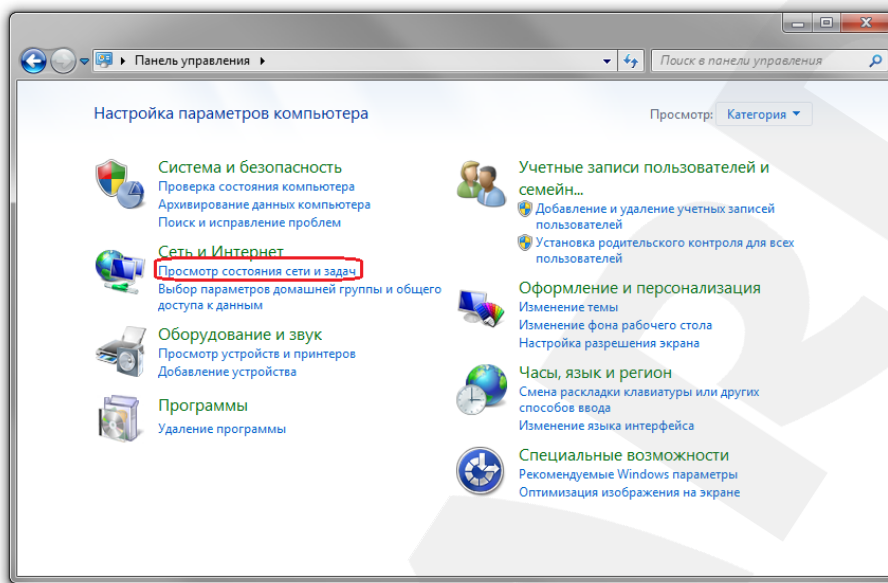 Панель управления
Поиск в панели управления
Настройка параметров компьютера
Просмотр: Категория
Система и безопасность
Проверка состояния компьютера
Архивирование данных компьютера
Поиск и исправление проблем
Сеть и Интернет
Просмотр состояния сети и задач
Выбор параметров домашней группы и общего
доступа к данным
Оборудование и звук
Просмотр устройств и принтеров
Добавление устройства
Программы
Удаление программы
Учетные записи пользователей и
семейн...
Добавление и удаление учетных записей
пользователей
Установка родительского контроля для всех
пользователей
Оформление и персонализация
Изменение темы
Изменение фона рабочего стола
Настройка разрешения экрана
Часы, язык и регион
Смена раскладки клавиатуры или других
способов ввода
Изменение языка интерфейса
Специальные возможности
Рекомендуемые Windows параметры
Оптимизация изображения на экране